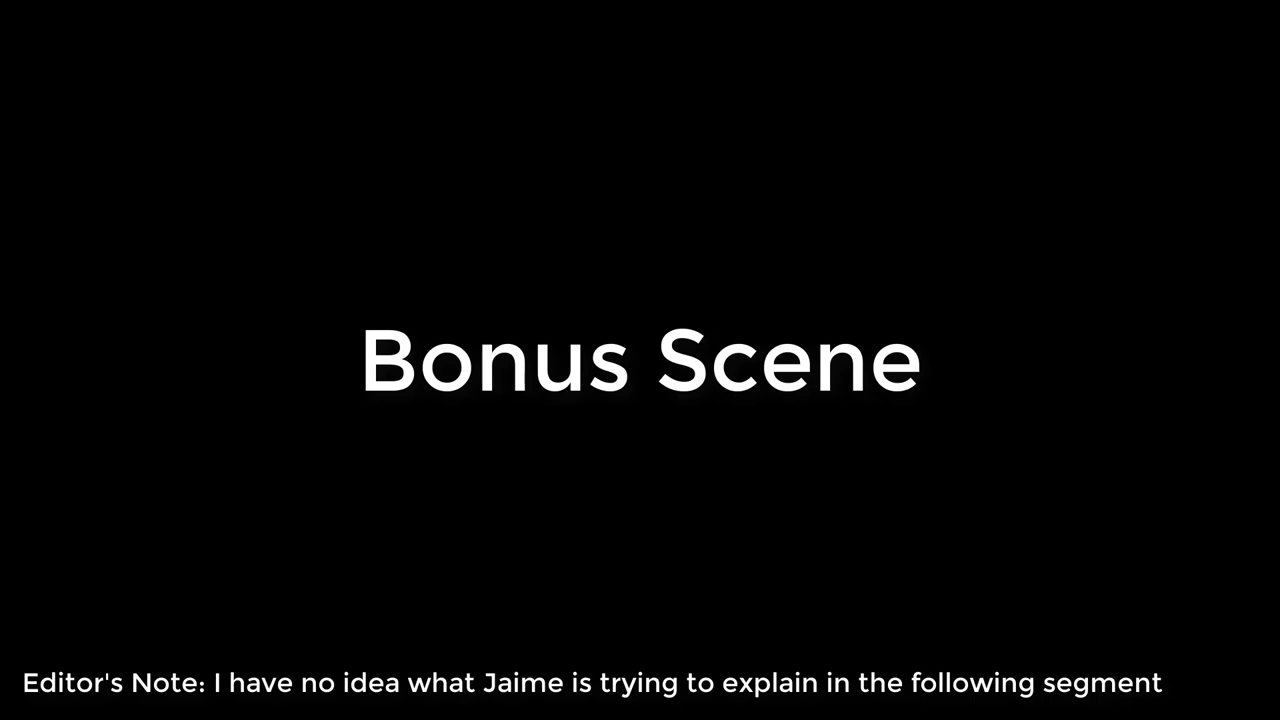 Bonus Scene
Editor's Note: I have no idea what Jaime is trying to explain in the following segment